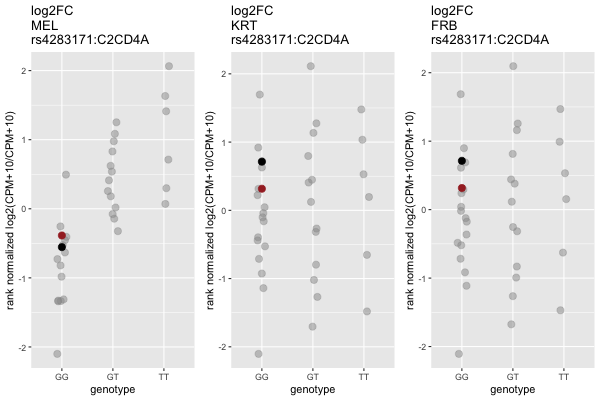 log2FC
MEL
rs4283171:C2CD4A
rank normalized log2(CPM+10/CPM+10)
2
1
0
-1
-2
GG
GT
TT
genotype
log2FC
KRT
rs4283171:C2CD4A
rank normalized log2(CPM+10/CPM+10)
2
1
0
-1
-2
GG
GT
TT
genotype
log2FC
FRB
rs4283171:C2CD4A
rank normalized log2(CPM+10/CPM+10)
2
1
0
-1
-2
GG
GT
TT
genotype